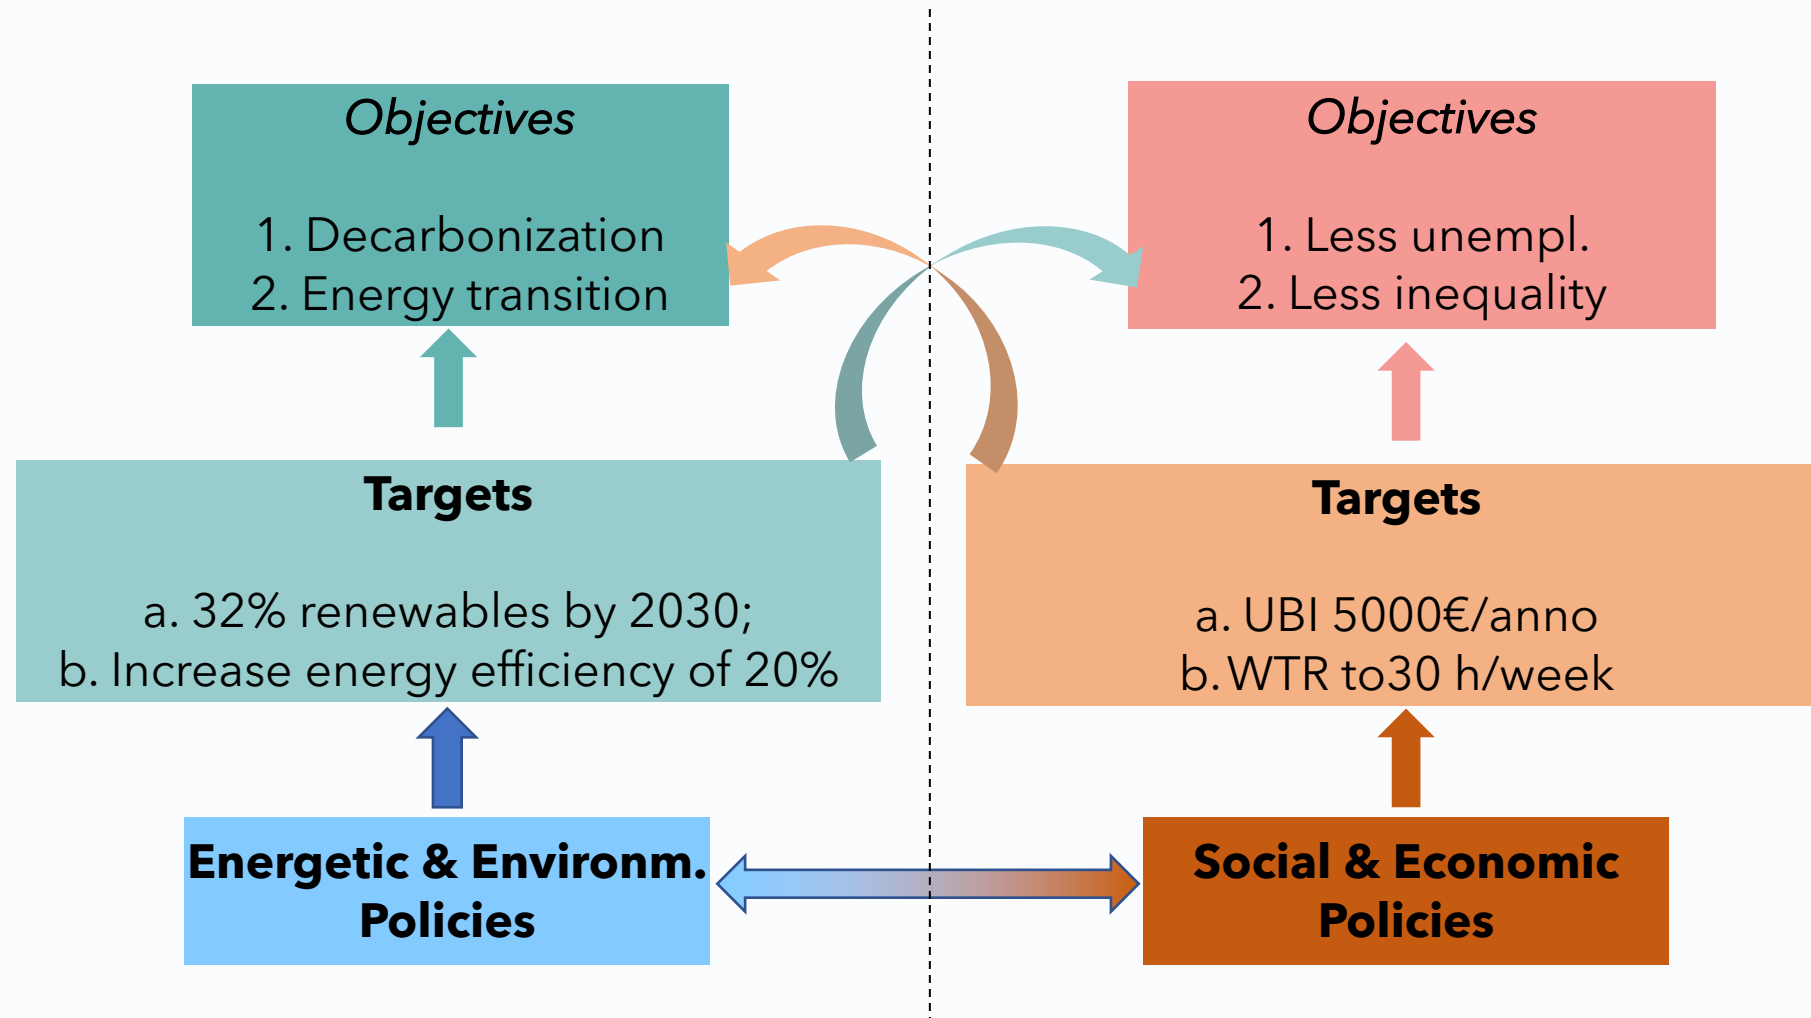 Objectives
1. Decarbonization
2. Energy transition
Targets
a. 32% renewables by 2030;
b. Increase energy efficiency of 20%
Energetic & Environm.
Policies
Objectives
1. Less unempl.
2. Less inequality
Targets
a. UBI 5000€/anno
b. WTR to30 h/week
Social & Economic
Policies